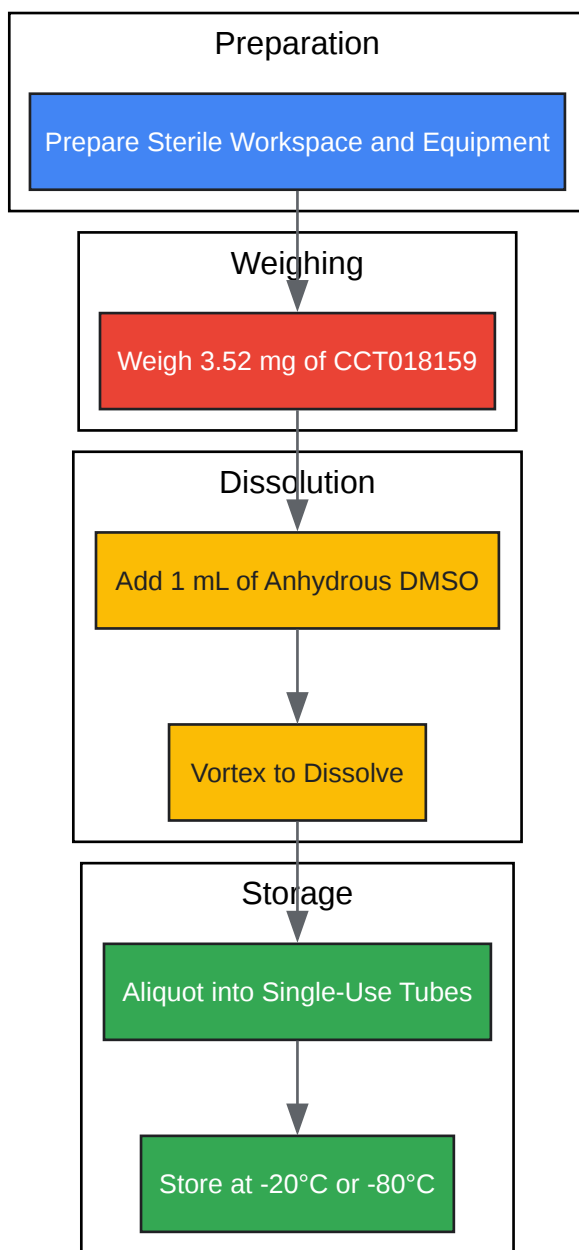 Preparation
Prepare Sterile Workspace and Equipment
Weighing
Weigh 3.52 mg of CCT018159
Dissolution
Add 1 mL of Anhydrous DMSO
Vortex to Dissolve
Storage
Aliquot into Single-Use Tubes
Store at -20°C or -80°C